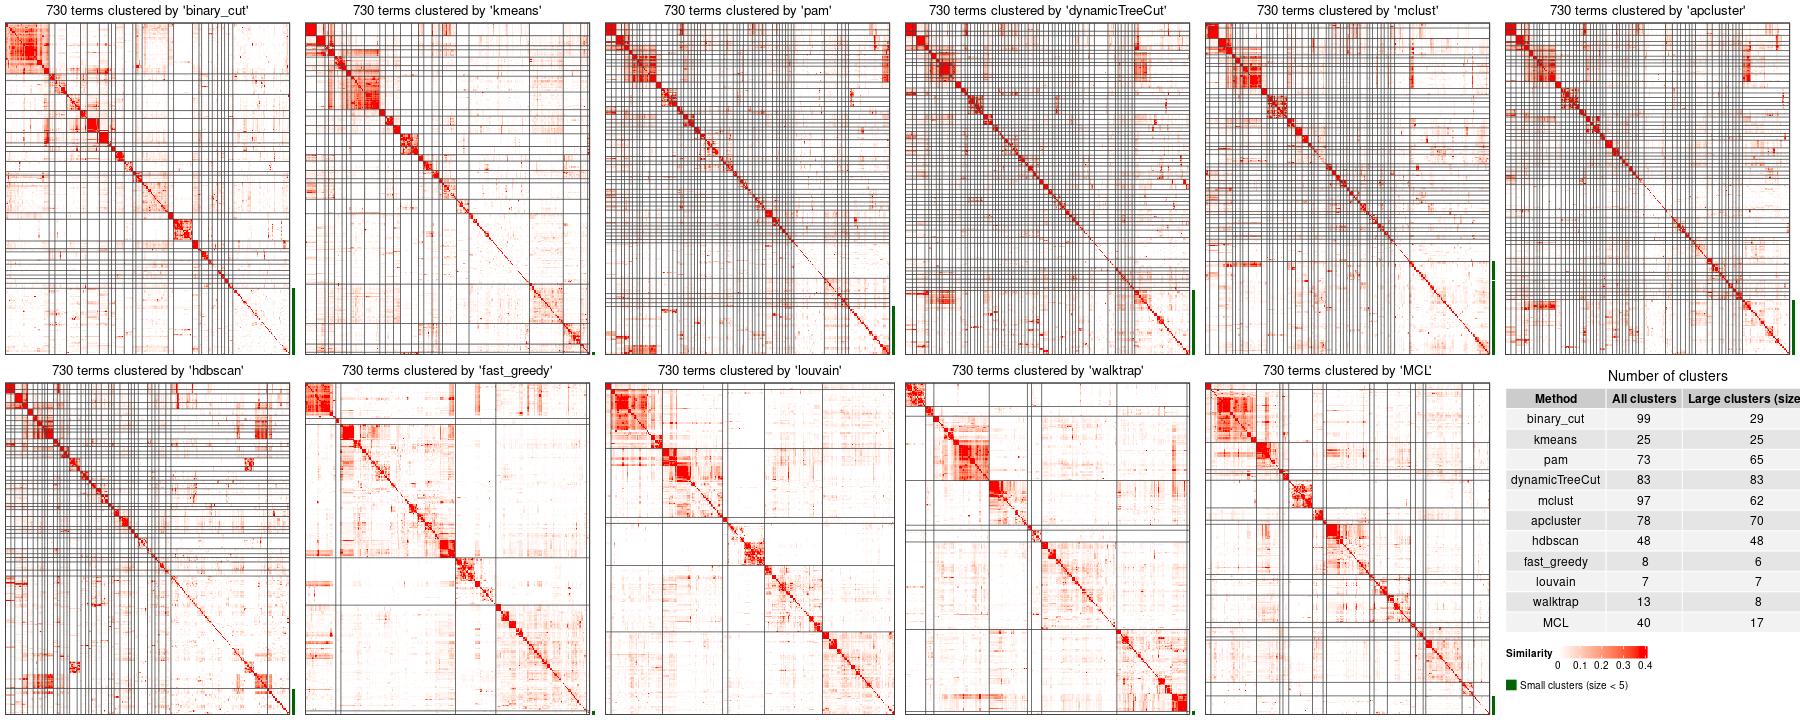 730 terms clustered by 'binary_cut'
730 terms clustered by 'kmeans'
730 terms clustered by 'pam'
730 terms clustered by 'dynamicTreeCut'
730 terms clustered by 'mclust'
730 terms clustered by 'apcluster'
730 terms clustered by 'hdbscan'
730 terms clustered by 'fast_greedy'
730 terms clustered by 'louvain'
730 terms clustered by 'walktrap'
730 terms clustered by 'MCL'
Number of clusters
Method All clusters Large clusters (size
binary_cut 99 29
kmeans 25 25
pam 73 65
dynamicTreeCut 83 83
mclust 97 62
apcluster 78 70
hdbscan 48 48
fast_greedy 8 6
louvain 7 7
walktrap 13 8
MCL 40 17
Similarity
0 0.1 0.2 0.3 0.4
Small clusters (size < 5)